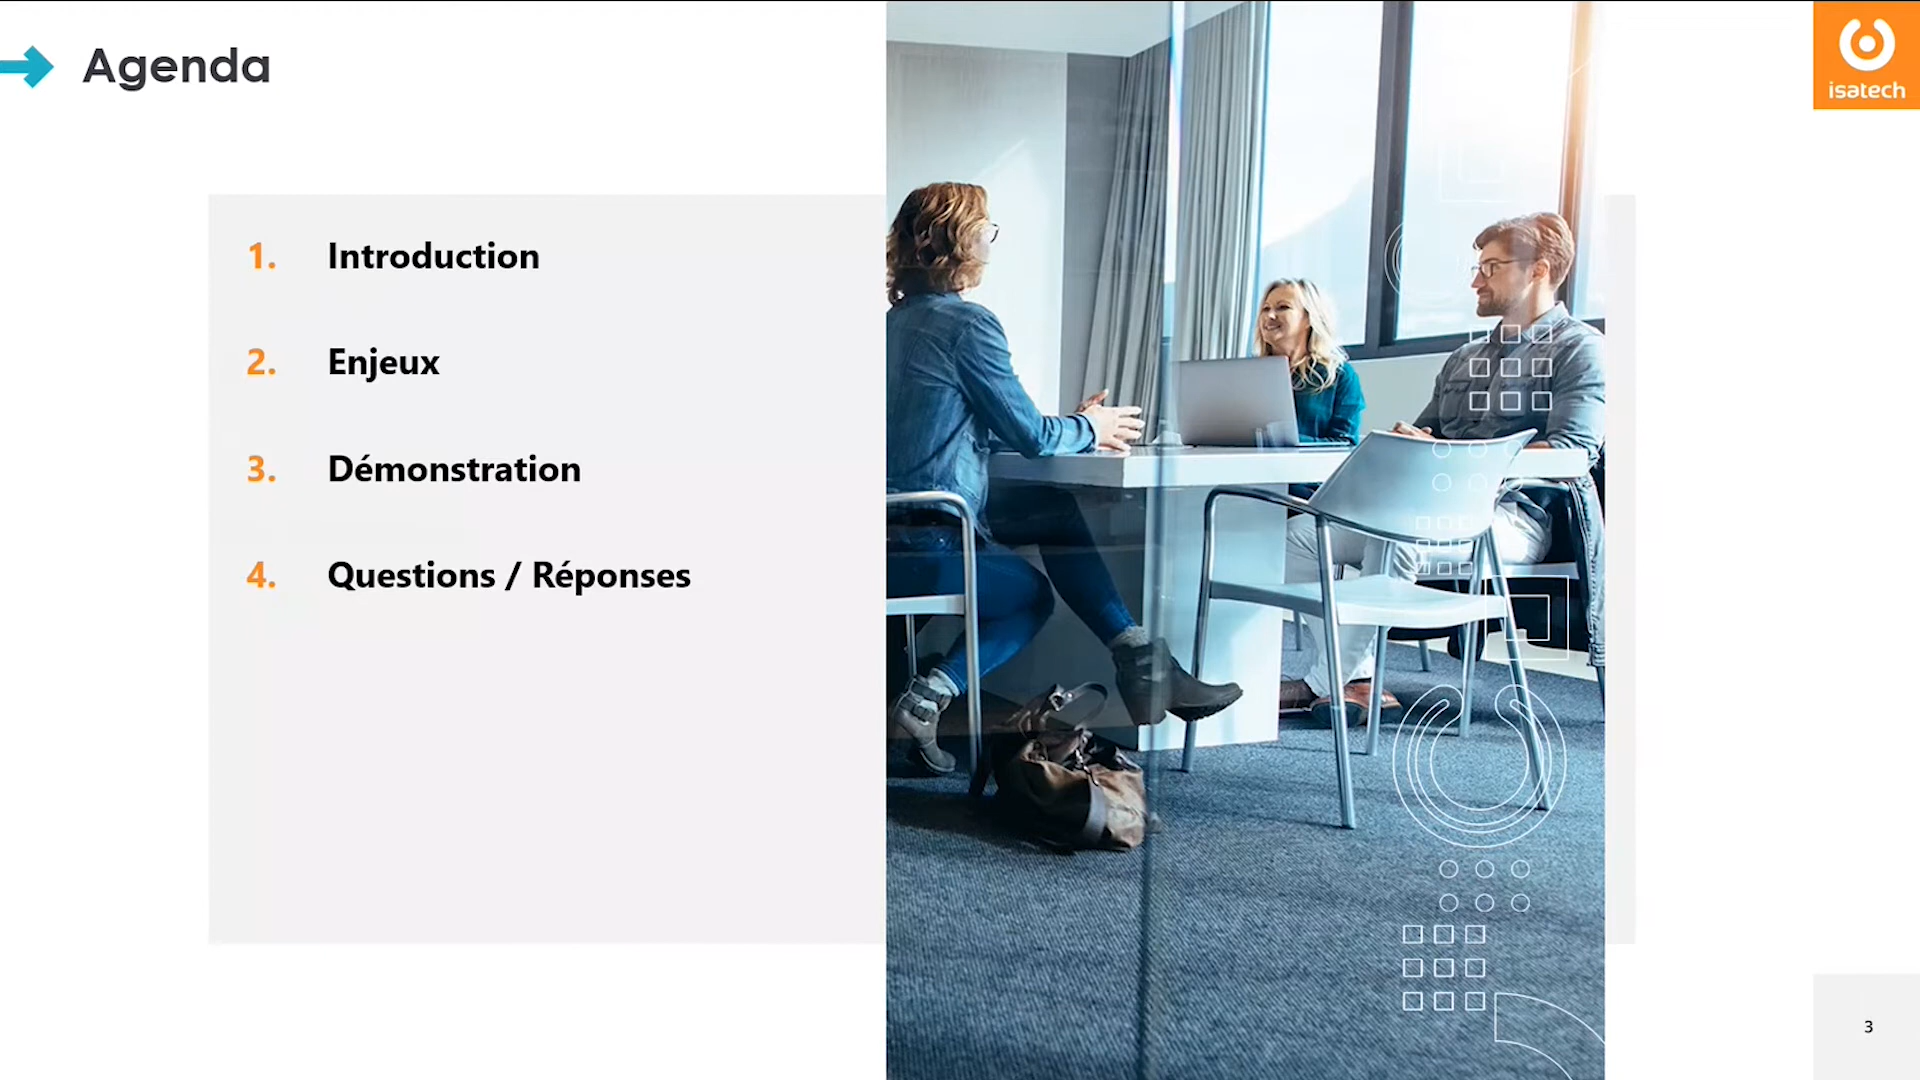 Agenda
isatech
1. Introduction
2. Enjeux
3. Démonstration
4. Questions / Réponses
3